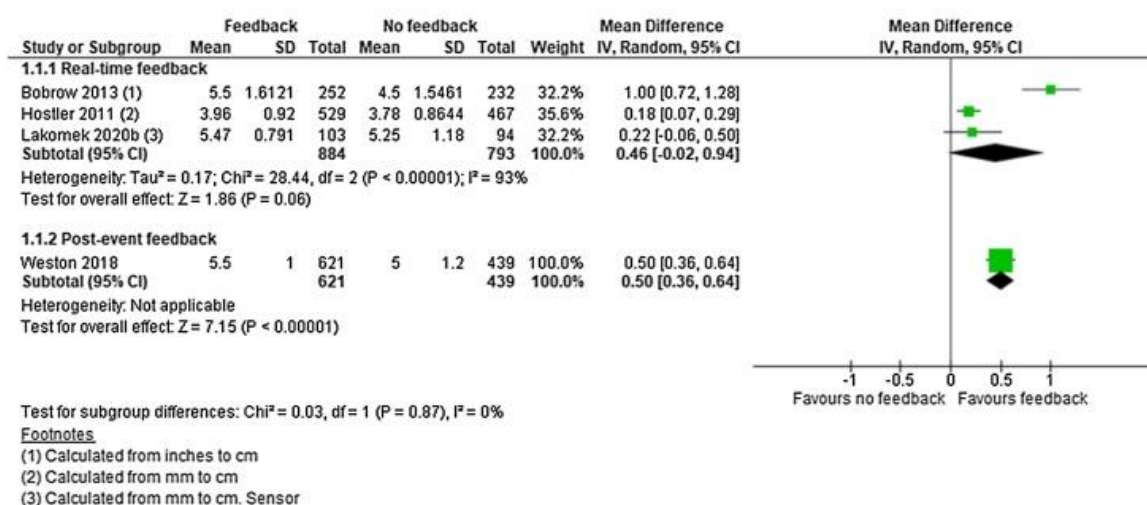 Feedback No feedback Mean Difference Mean Difference
Study or Subgroup Mean SD Total Mean SD Total Weight IV, Random, 95% CI IV, Random, 95% CI
1.1.1 Real-time feedback
Bobrow 2013 (1) 5.5 1.6121 252 4.5 1.5461 232 32.2% 1.00 [0.72, 1.28]
Hostler 2011 (2) 3.96 0.92 529 3.78 0.8644 467 35.6% 0.18 [0.07, 0.29]
Lakomek 2020b (3) 5.47 0.791 103 5.25 1.18 94 32.2% 0.22 [-0.06, 0.50]
Subtotal (95% CI) 884 793 100.0% 0.46 [-0.02, 0.94]
Heterogeneity: Tau² = 0.17; Chi² = 28.44, df = 2 (P < 0.00001); I² = 93%
Test for overall effect: Z = 1.86 (P = 0.06)
1.1.2 Post-event feedback
Weston 2018 5.5 1 621 5 1.2 439 100.0% 0.50 [0.36, 0.64]
Subtotal (95% CI) 621 439 100.0% 0.50 [0.36, 0.64]
Heterogeneity: Not applicable
Test for overall effect: Z = 7.15 (P < 0.00001)
-1 -0.5 0 0.5 1
Favours no feedback Favours feedback
Test for subgroup differences: Chi² = 0.03, df = 1 (P = 0.87), I² = 0%
Footnotes
(1) Calculated from inches to cm
(2) Calculated from mm to cm
(3) Calculated from mm to cm. Sensor